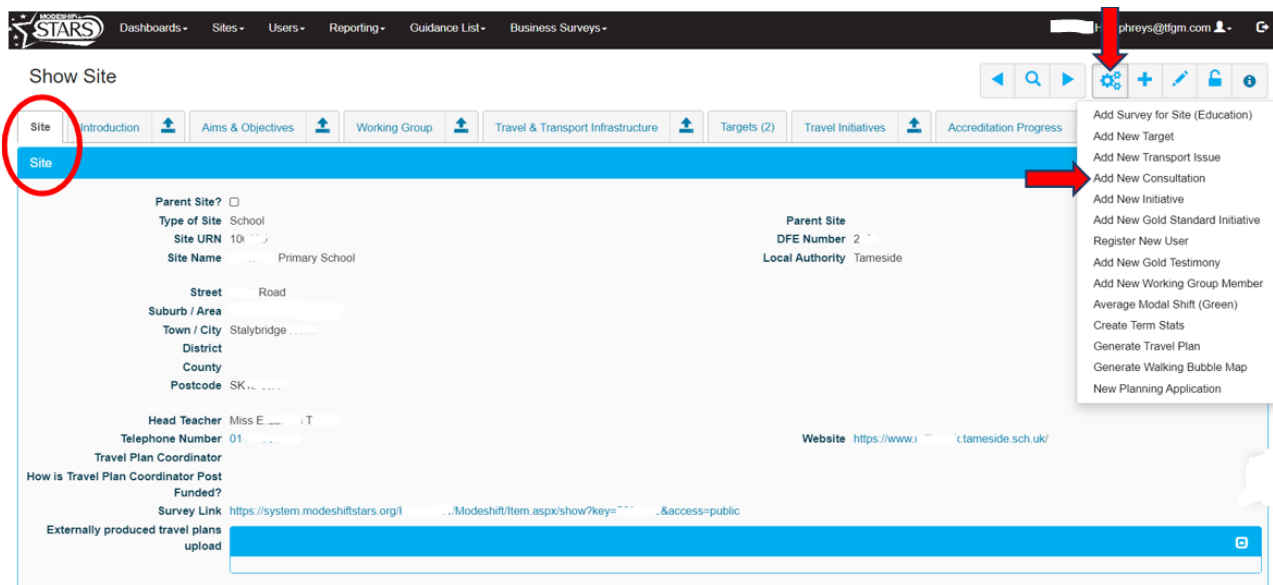 MODESHIFT
STARS
Dashboards Sites Users Reporting Guidance List Business Surveys phreys@tfgm.com
Show Site
Site Introduction Aims & Objectives Working Group Travel & Transport Infrastructure Targets (2) Travel Initiatives Accreditation Progress
Add Survey for Site (Education)
Add New Target
Add New Transport Issue
Add New Consultation
Add New Initiative
Add New Gold Standard Initiative
Register New User
Add New Gold Testimony
Add New Working Group Member
Average Modal Shift (Green)
Create Term Stats
Generate Travel Plan
Generate Walking Bubble Map
New Planning Application
Site
Parent Site?
Type of Site School Parent Site
Site URN 10 DFE Number 2
Site Name Primary School Local Authority Tameside
Street Road
Suburb / Area
Town / City Stalybridge
District
County
Postcode SK
Head Teacher Miss E T
Telephone Number 01 Website https://www. .tameside.sch.uk/
Travel Plan Coordinator
How is Travel Plan Coordinator Post
Funded?
Survey Link https://system.modeshiftstars.org/ /Modeshift/Item.aspx/show?key= &access=public
Externally produced travel plans
upload